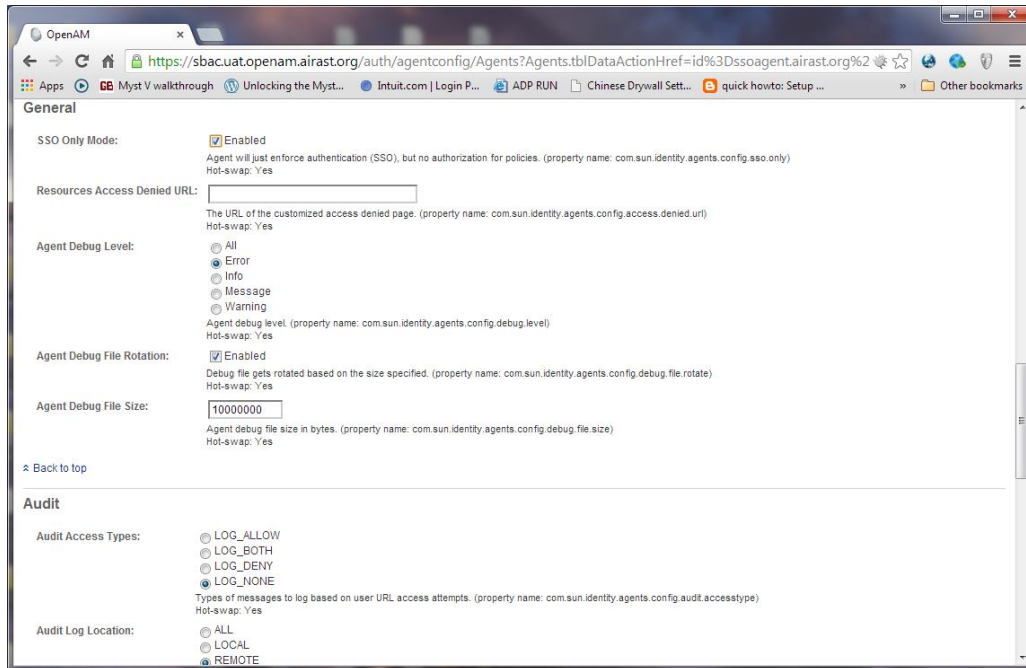 OpenAM
https://sbac.uat.openam.airast.org/auth/agentconfig/Agents?Agents.tblDataActionHref=id%3Dssoagent.airast.org%2
Apps
GB Myst V walkthrough
Unlocking the Myst...
Intuit.com | Login P...
ADP RUN
Chinese Drywall Sett...
quick howto: Setup ...
»
Other bookmarks
General
SSO Only Mode:
Enabled
Agent will just enforce authentication (SSO), but no authorization for policies. (property name: com.sun.identity.agents.config.sso.only)
Hot-swap: Yes
Resources Access Denied URL:
The URL of the customized access denied page. (property name: com.sun.identity.agents.config.access.denied.url)
Hot-swap: Yes
Agent Debug Level:
All
Error
Info
Message
Warning
Agent debug level. (property name: com.sun.identity.agents.config.debug.level)
Hot-swap: Yes
Agent Debug File Rotation:
Enabled
Debug file gets rotated based on the size specified. (property name: com.sun.identity.agents.config.debug.file.rotate)
Hot-swap: Yes
Agent Debug File Size:
10000000
Agent debug file size in bytes. (property name: com.sun.identity.agents.config.debug.file.size)
Hot-swap: Yes
Back to top
Audit
Audit Access Types:
LOG_ALLOW
LOG_BOTH
LOG_DENY
LOG_NONE
Types of messages to log based on user URL access attempts. (property name: com.sun.identity.agents.config.audit.accesstype)
Hot-swap: Yes
Audit Log Location:
ALL
LOCAL
REMOTE